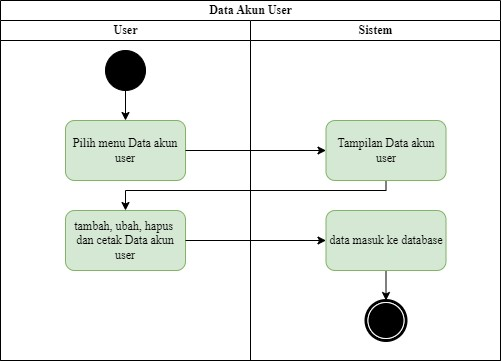 Data Akun User
User
Sistem
Pilih menu Data akun
user
Tampilan Data akun
user
tambah, ubah, hapus
dan cetak Data akun
user
data masuk ke database